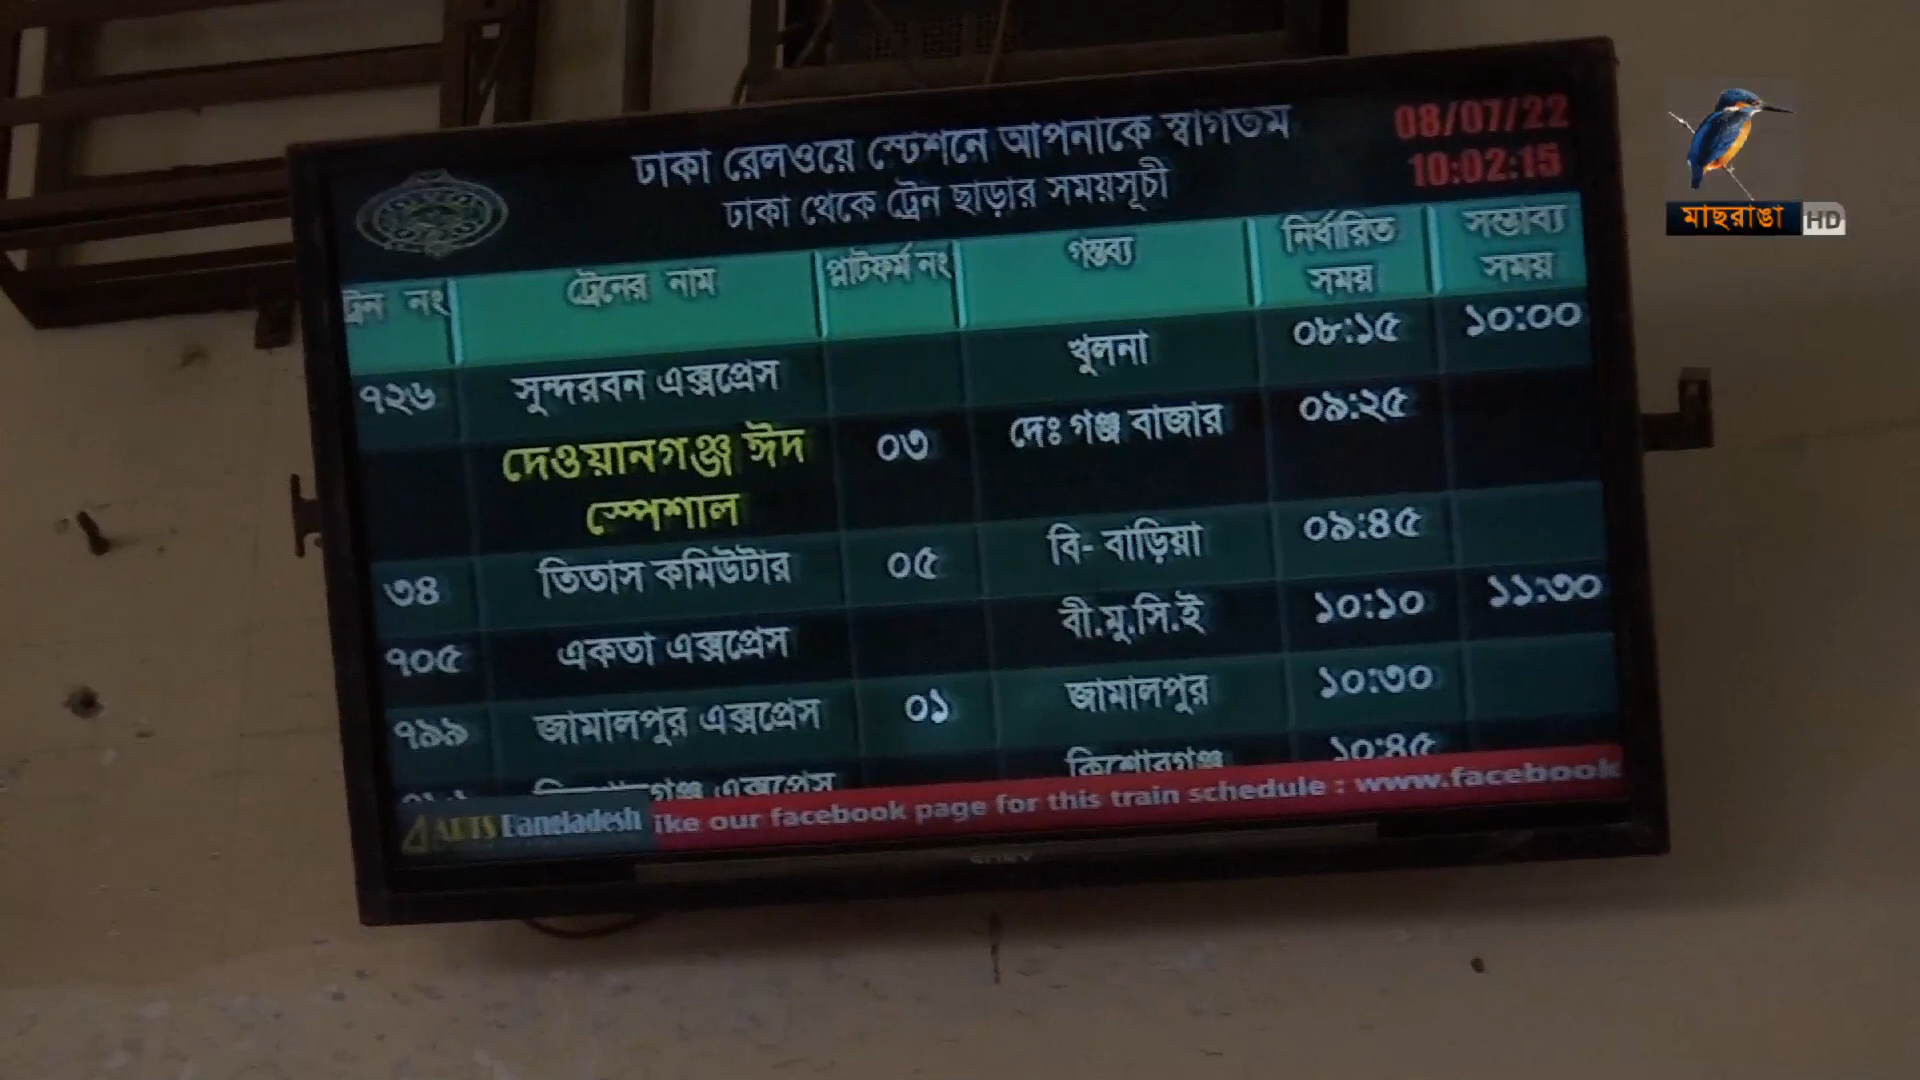 ঢাকা রেলওয়ে স্টেশনে আপনাকে স্বাগতম
ঢাকা থেকে ট্রেন ছাড়ার সময়সূচী
08/07/22
10:02:15
মাছরাঙা HD
ট্রেন নং ট্রেনের নাম প্লাটফর্ম নং গন্তব্য নির্ধারিত সময় সম্ভাব্য সময়
৭২৬ সুন্দরবন এক্সপ্রেস খুলনা ০৮:১৫ ১০:০০
দেওয়ানগঞ্জ ঈদ স্পেশাল ০৩ দেঃ গঞ্জ বাজার ০৯:২৫
৩৪ তিতাস কমিউটার ০৫ বি- বাড়িয়া ০৯:৪৫
৭০৫ একতা এক্সপ্রেস বী.মু.সি.ই ১০:১০ ১১:৩০
৭৯৯ জামালপুর এক্সপ্রেস ০১ জামালপুর ১০:৩০
এক্সপ্রেস কিশোরগঞ্জ ১০:৪৫
Bangladesh ike our facebook page for this train schedule : www.facebook